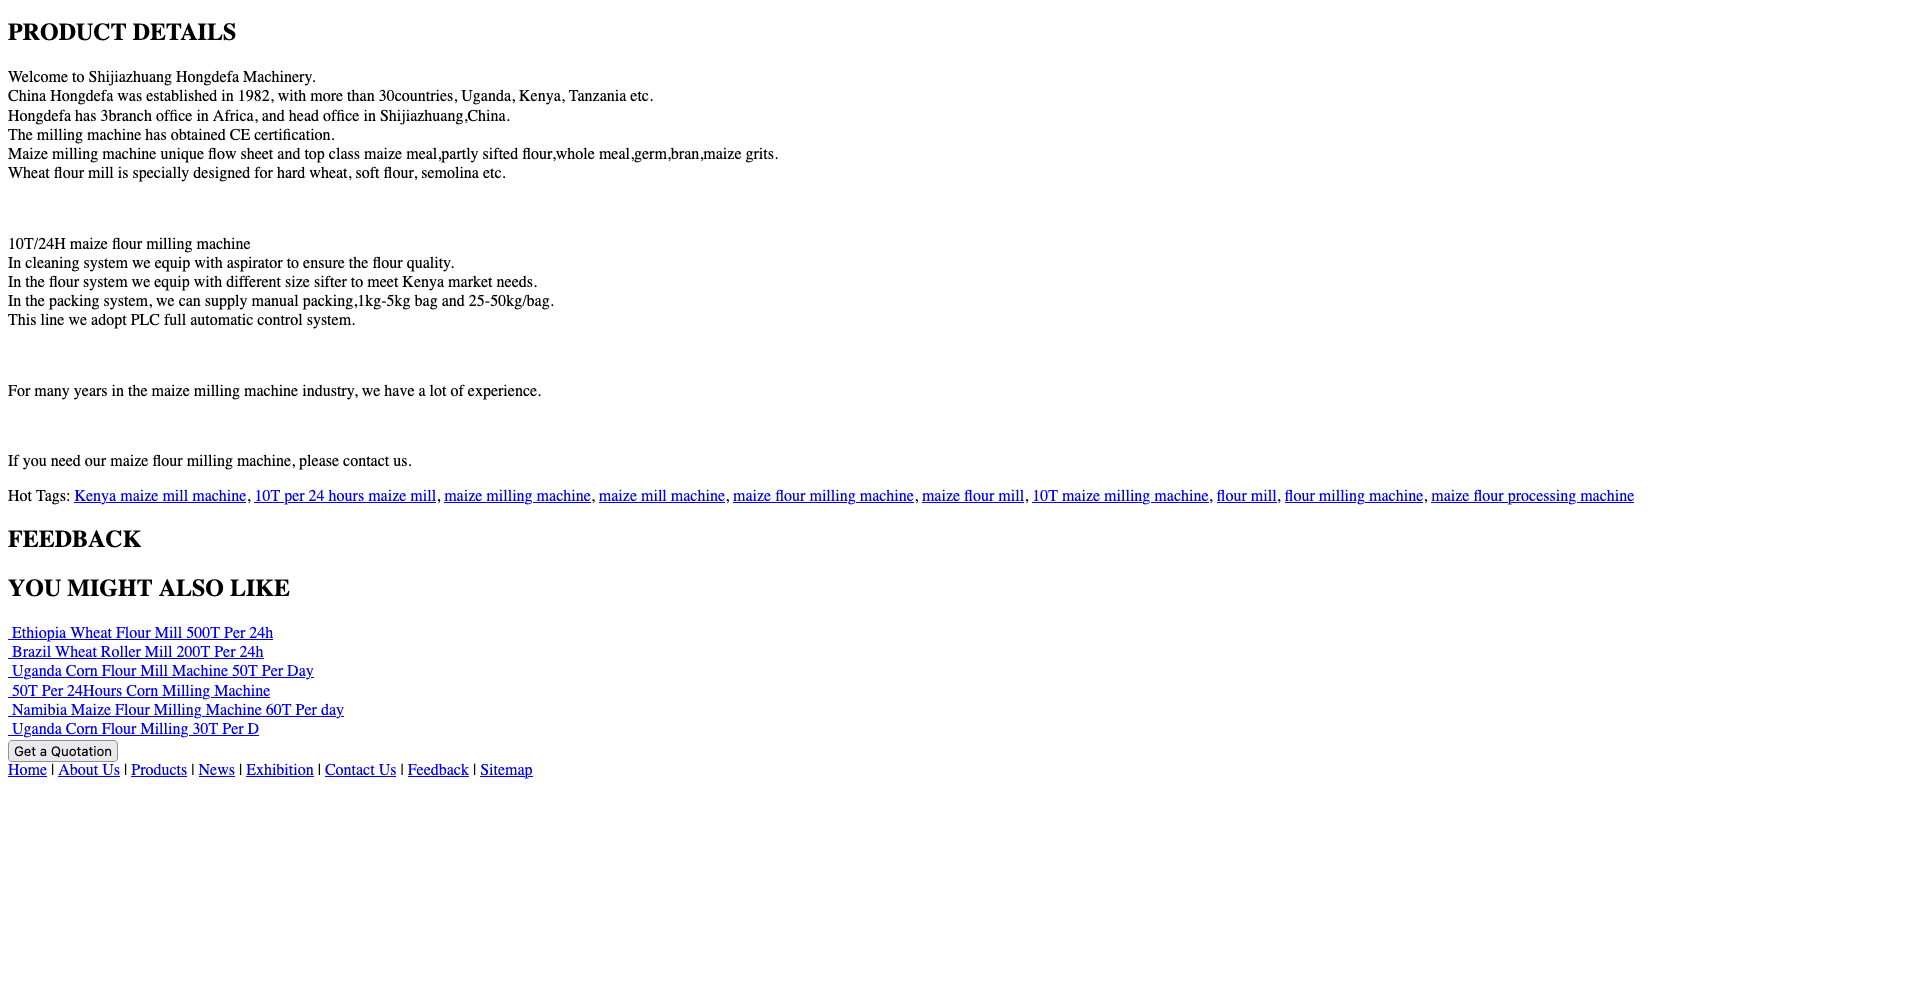 PRODUCT DETAILS
Welcome to Shijiazhuang Hongdefa Machinery.
China Hongdefa was established in 1982, with more than 30countries, Uganda, Kenya, Tanzania etc.
Hongdefa has 3branch office in Africa, and head office in Shijiazhuang,China.
The milling machine has obtained CE certification.
Maize milling machine unique flow sheet and top class maize meal,partly sifted flour,whole meal,germ,bran,maize grits.
Wheat flour mill is specially designed for hard wheat, soft flour, semolina etc.
10T/24H maize flour milling machine
In cleaning system we equip with aspirator to ensure the flour quality.
In the flour system we equip with different size sifter to meet Kenya market needs.
In the packing system, we can supply manual packing,1kg-5kg bag and 25-50kg/bag.
This line we adopt PLC full automatic control system.
For many years in the maize milling machine industry, we have a lot of experience.
If you need our maize flour milling machine, please contact us.
Hot Tags: Kenya maize mill machine, 10T per 24 hours maize mill, maize milling machine, maize mill machine, maize flour milling machine, maize flour mill, 10T maize milling machine, flour mill, flour milling machine, maize flour processing machine
FEEDBACK
YOU MIGHT ALSO LIKE
Ethiopia Wheat Flour Mill 500T Per 24h
Brazil Wheat Roller Mill 200T Per 24h
Uganda Corn Flour Mill Machine 50T Per Day
50T Per 24Hours Corn Milling Machine
Namibia Maize Flour Milling Machine 60T Per day
Uganda Corn Flour Milling 30T Per D
Get a Quotation
Home | About Us | Products | News | Exhibition | Contact Us | Feedback | Sitemap